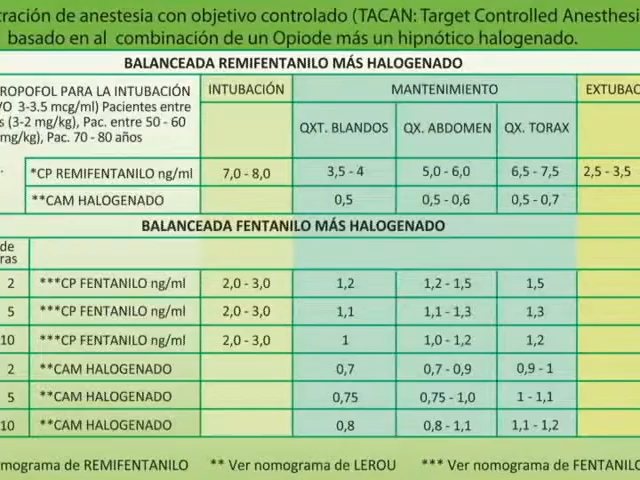 tración de anestesia con objetivo controlado (TACAN: Target Controlled Anesthesi
basado en al combinación de un Opiode más un hipnótico halogenado.
BALANCEADA REMIFENTANILO MÁS HALOGENADO
ROPOFOL PARA LA INTUBACIÓN INTUBACIÓN MANTENIMIENTO EXTUBAC
VO 3-3.5 mcg/ml) Pacientes entre
s (3-2 mg/kg), Pac. entre 50 - 60 QXT. BLANDOS QX. ABDOMEN QX. TORAX
mg/kg), Pac. 70 - 80 años
*CP REMIFENTANILO ng/ml 7,0 - 8,0 3,5 - 4 5,0 - 6,0 6,5 - 7,5 2,5 - 3,5
**CAM HALOGENADO 0,5 0,5 - 0,6 0,5 - 0,7
BALANCEADA FENTANILO MÁS HALOGENADO
de
ras
2 ***CP FENTANILO ng/ml 2,0 - 3,0 1,2 1,2 - 1,5 1,5
5 ***CP FENTANILO ng/ml 2,0 - 3,0 1,1 1,1 - 1,3 1,3
10 ***CP FENTANILO ng/ml 2,0 - 3,0 1 1,0 - 1,2 1,2
2 **CAM HALOGENADO 0,7 0,7 - 0,9 0,9 - 1
5 **CAM HALOGENADO 0,75 0,75 - 1,0 1 - 1,1
10 **CAM HALOGENADO 0,8 0,8 - 1,1 1,1 - 1,2
omograma de REMIFENTANILO ** Ver nomograma de LEROU *** Ver nomograma de FENTANILO